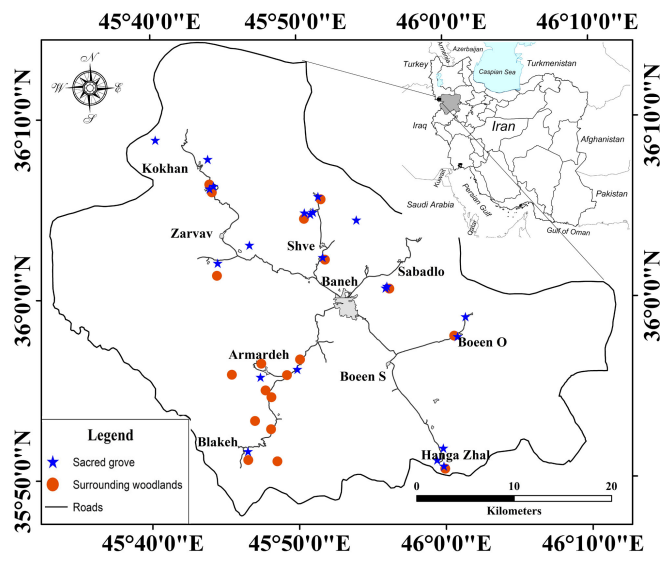 45°40'0"E 45°50'0"E 46°0'0"E 46°10'0"E
N
W E
S
36°10'0"N
36°0'0"N
35°50'0"N
Turkey
Armenia
Azerbaijan
Caspian Sea
Turkmenistan
Iraq
Iran
Afghanistan
Kuwait
Pakistan
Saudi Arabia
Persian Gulf
Qatar
Gulf of Oman
36°10'0"N
36°0'0"N
35°50'0"N
Kokhan
Zarvav
Shve
Baneh
Sabadlo
Armardeh
Boeen S
Boeen O
Blakeh
Hanga Zhal
Legend
Sacred grove
Surrounding woodlands
Roads
0 10 20
Kilometers
45°40'0"E 45°50'0"E 46°0'0"E 46°10'0"E